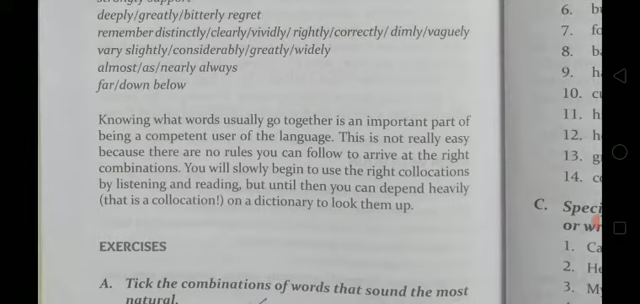 strongly support
deeply/greatly/bitterly regret
remember distinctly/clearly/vividly/ rightly/correctly/ dimly/vaguely
vary slightly/considerably/greatly/widely
almost/as/nearly always
far/down below
Knowing what words usually go together is an important part of
being a competent user of the language. This is not really easy
because there are no rules you can follow to arrive at the right
combinations. You will slowly begin to use the right collocations
by listening and reading, but until then you can depend heavily
(that is a collocation!) on a dictionary to look them up.
EXERCISES
A. Tick the combinations of words that sound the most
natural.
6. b
7. fo
8. b
9. h
10. c
11. h
12. h
13. g
14. c
C. Speci
or wr
1. Ca
2. He
3. M